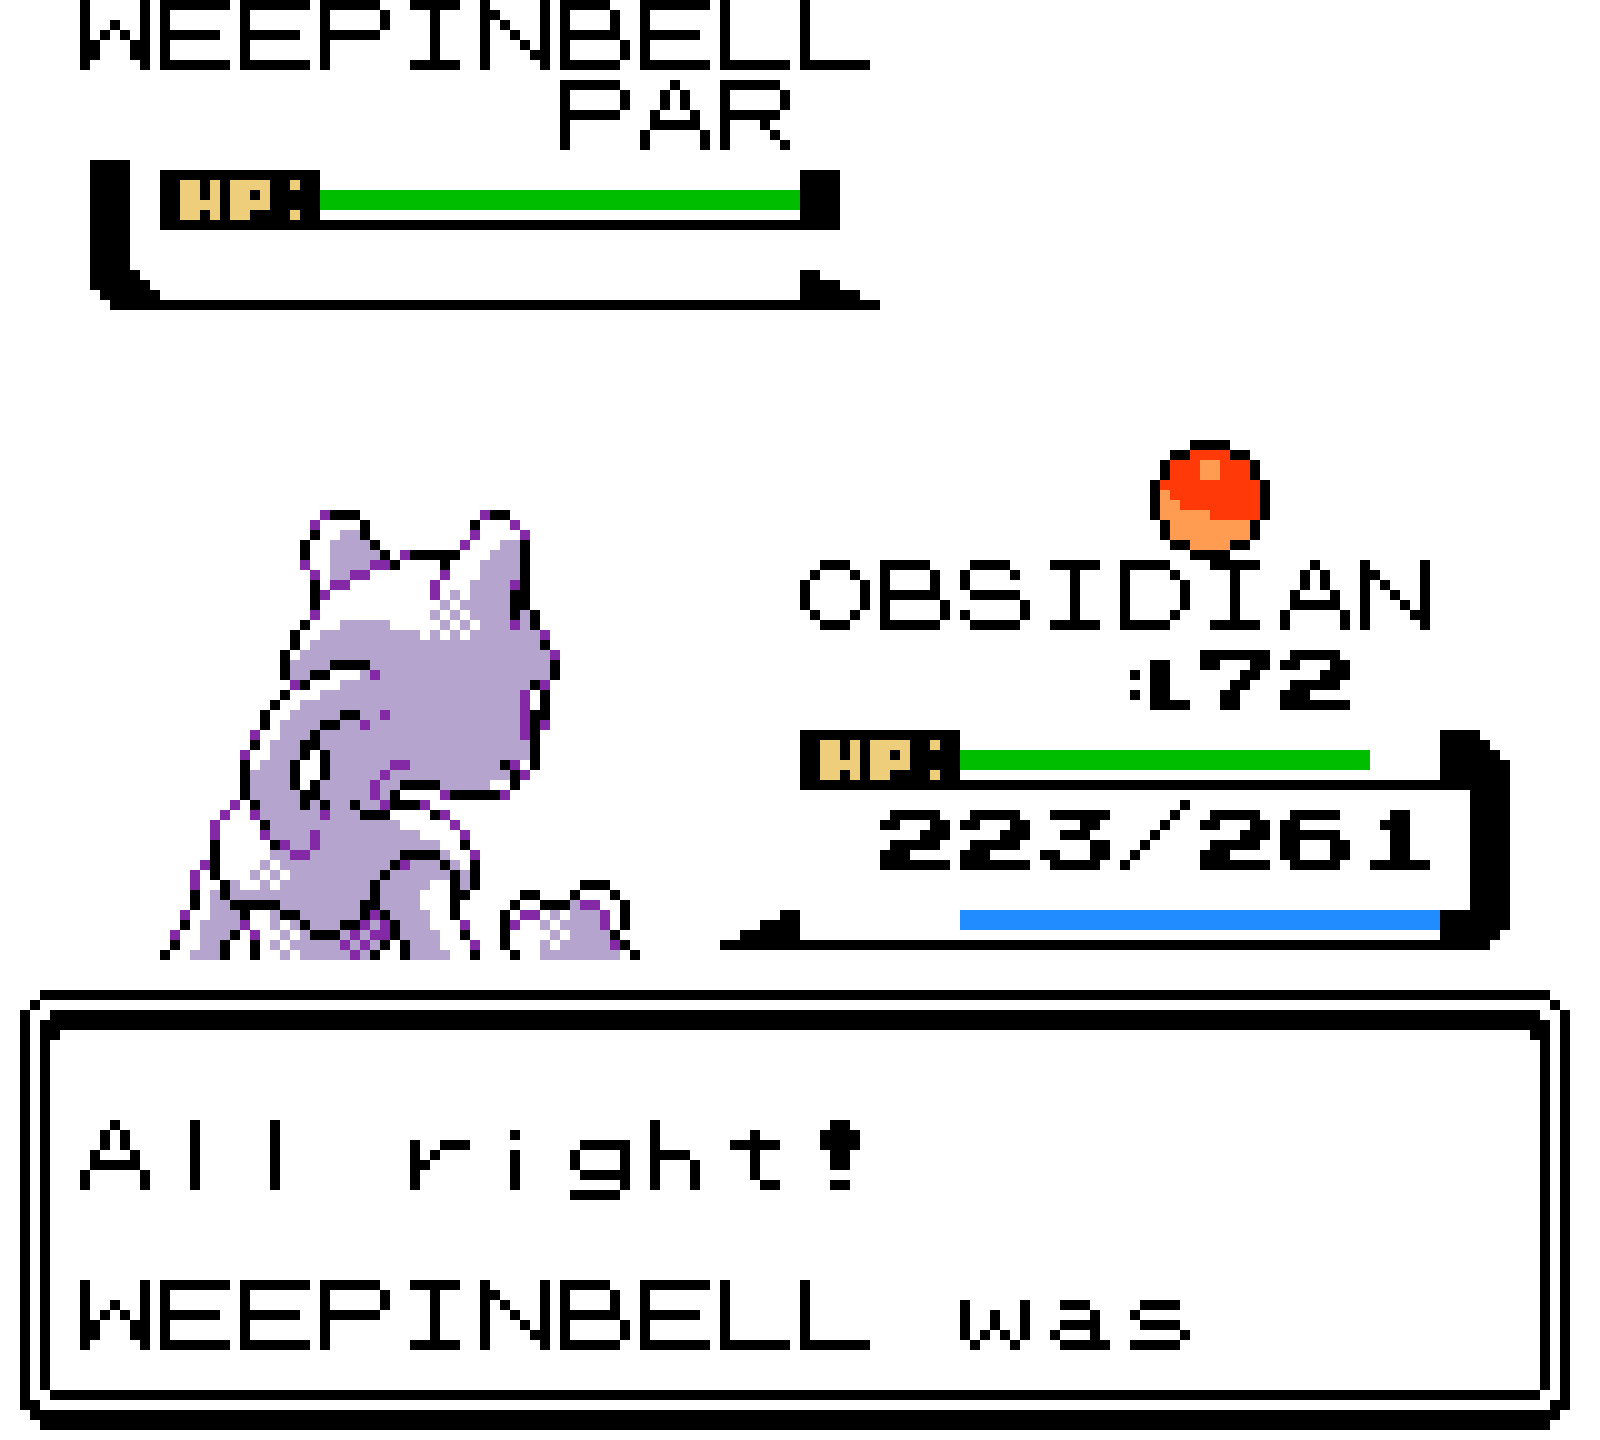 WEEPINBELL
PAR
HP:
OBSIDIAN
:L72
HP:
223/261
All right!
WEEPINBELL was